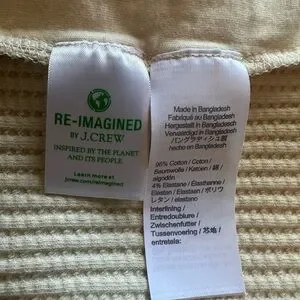 RE-IMAGINED
BY J.CREW
INSPIRED BY THE PLANET
AND ITS PEOPLE
Learn more at
jcrew.com/reimagined
Made in Bangladesh
Fabriqué au Bangladesh
Hergestellt in Bangladesh
Vervaardigd in Bangladesh
バングラディシュ製
hecho en Bangladesh
96% Cotton / Coton /
Baumwolle / Katoen / 綿 /
algodón
4% Elastane / Élasthanne /
Elastan / Elastaan / ポリウ
レタン / elastano
Interlining /
Entredoublure /
Zwischenfutter /
Tussenvoering / 芯地 /
entretela: